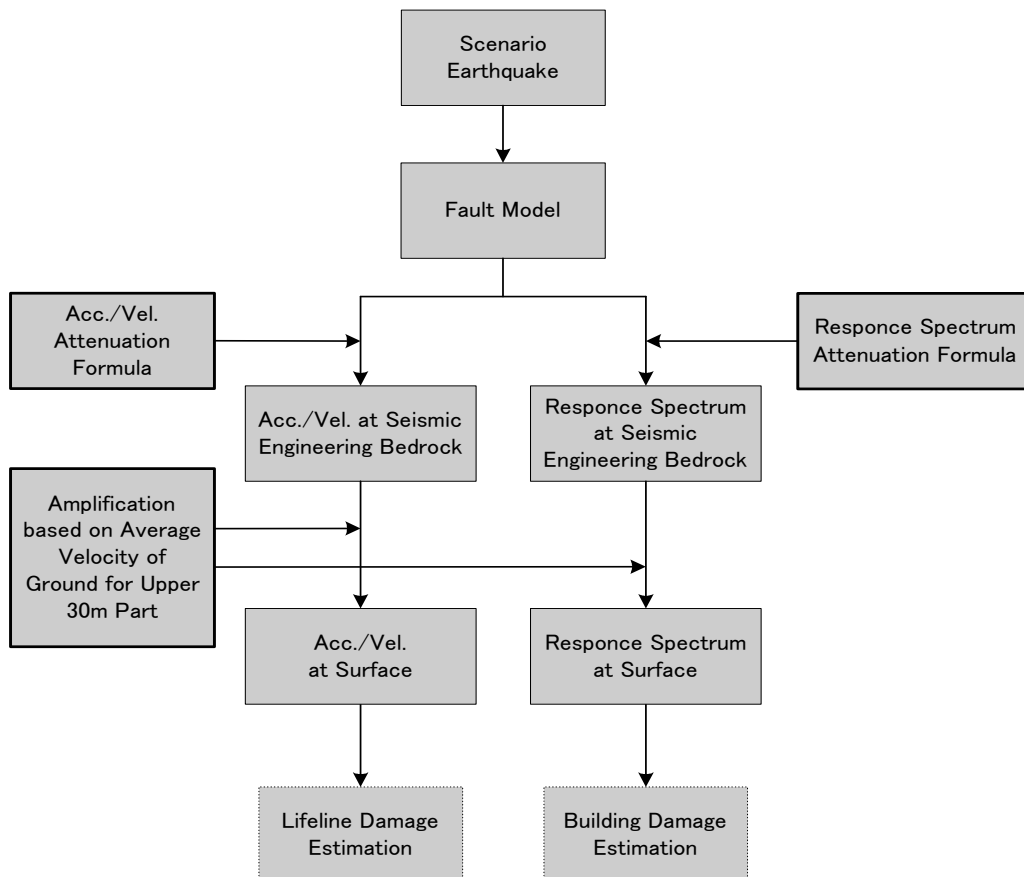 Scenario
Earthquake
Fault Model
Acc./Vel.
Attenuation
Formula
Responce Spectrum
Attenuation Formula
Acc./Vel. at Seismic
Engineering Bedrock
Responce Spectrum
at Seismic
Engineering Bedrock
Amplification
based on Average
Velocity of
Ground for Upper
30m Part
Acc./Vel.
at Surface
Responce Spectrum
at Surface
Lifeline Damage
Estimation
Building Damage
Estimation